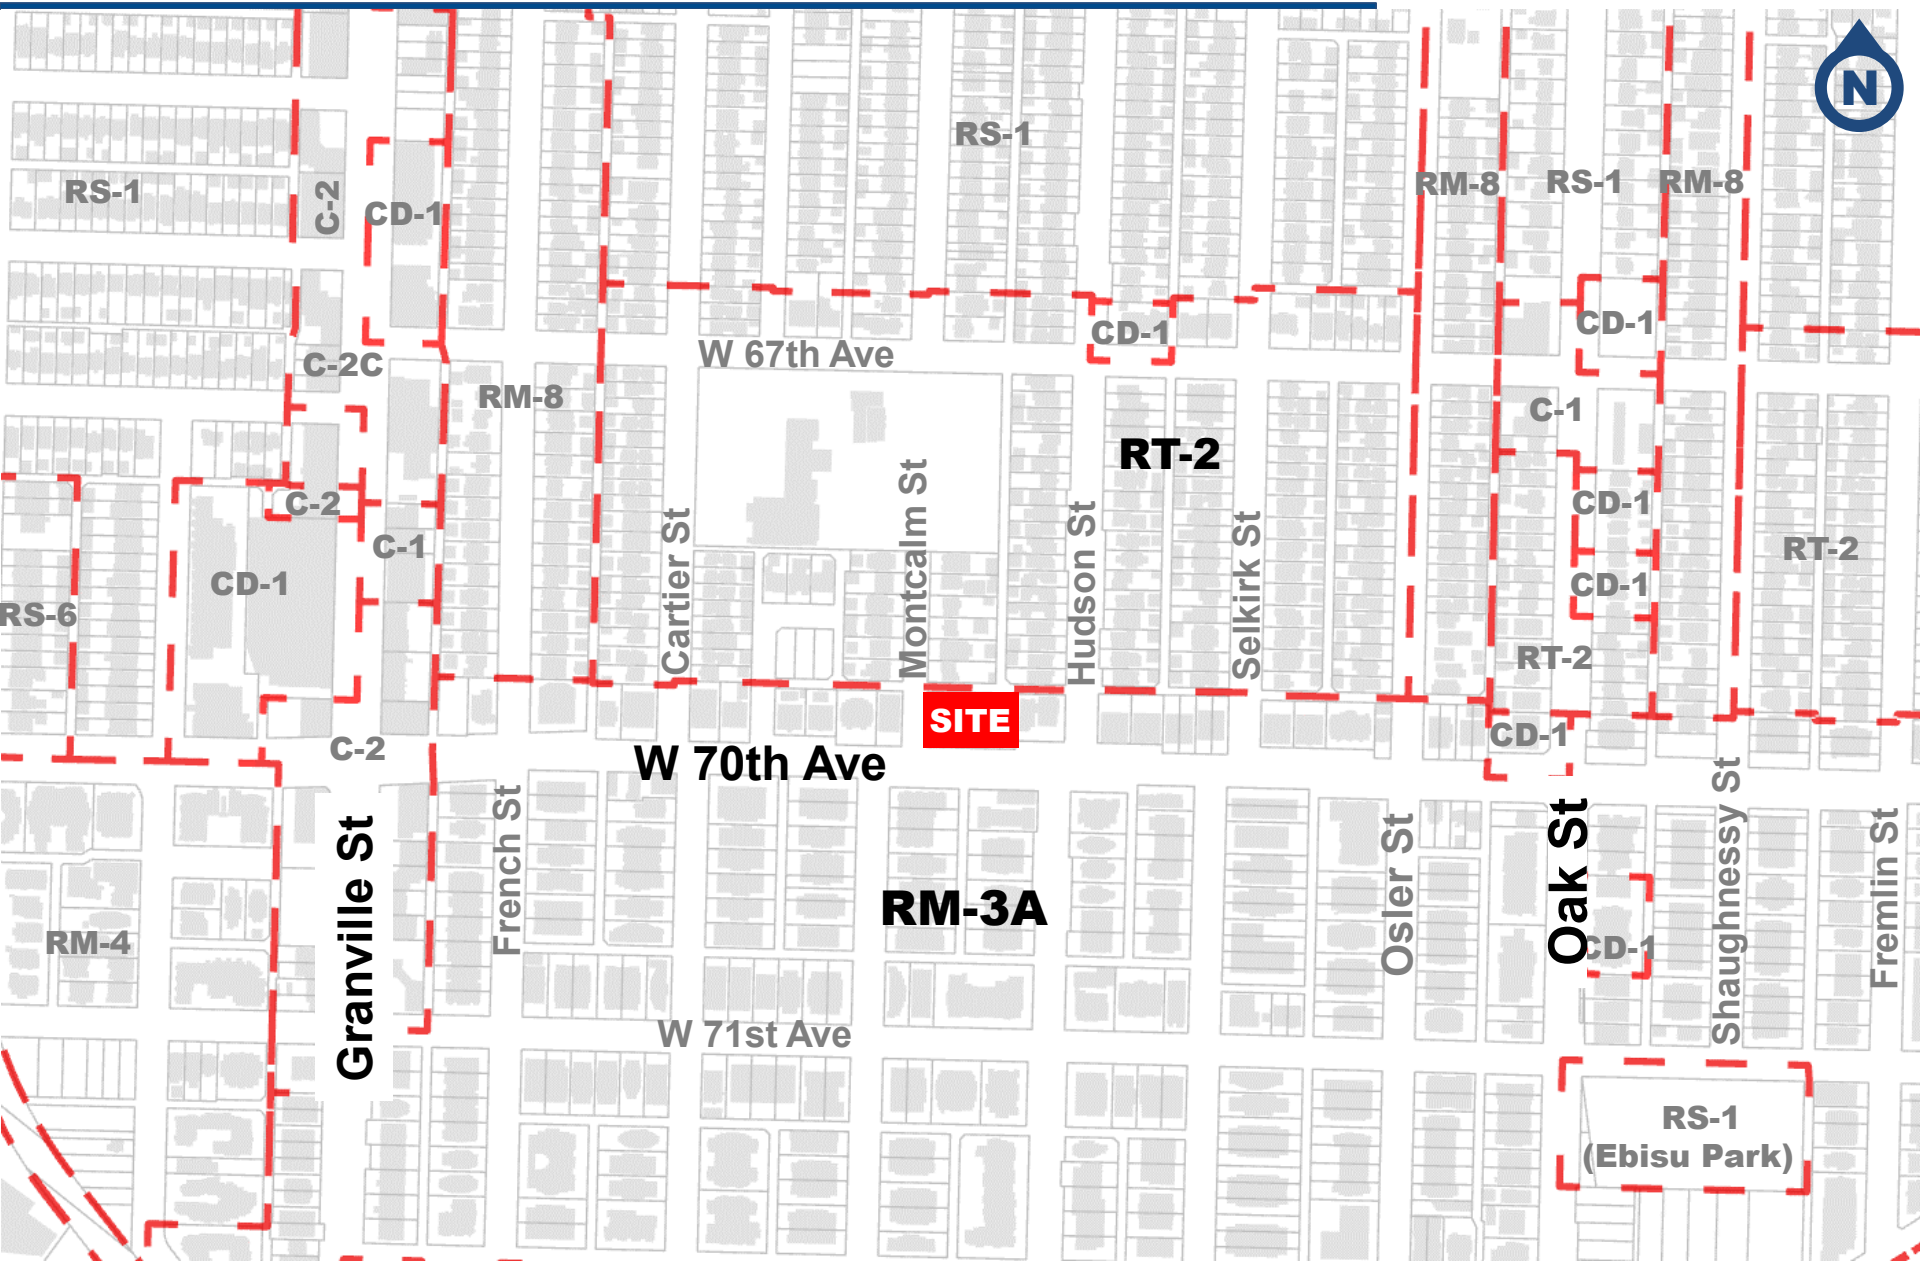 N
RS-1
RS-1
C-2
CD-1
RM-8
RS-1
RM-8
CD-1
CD-1
W 67th Ave
C-2C
RM-8
C-1
RT-2
C-2
CD-1
C-1
RT-2
CD-1
CD-1
RS-6
Cartier St
Montcalm St
Hudson St
Selkirk St
RT-2
SITE
CD-1
C-2
W 70th Ave
Granville St
French St
RM-3A
Osler St
Oak St
CD-1
Shaughnessy St
Fremlin St
RM-4
W 71st Ave
RS-1
(Ebisu Park)